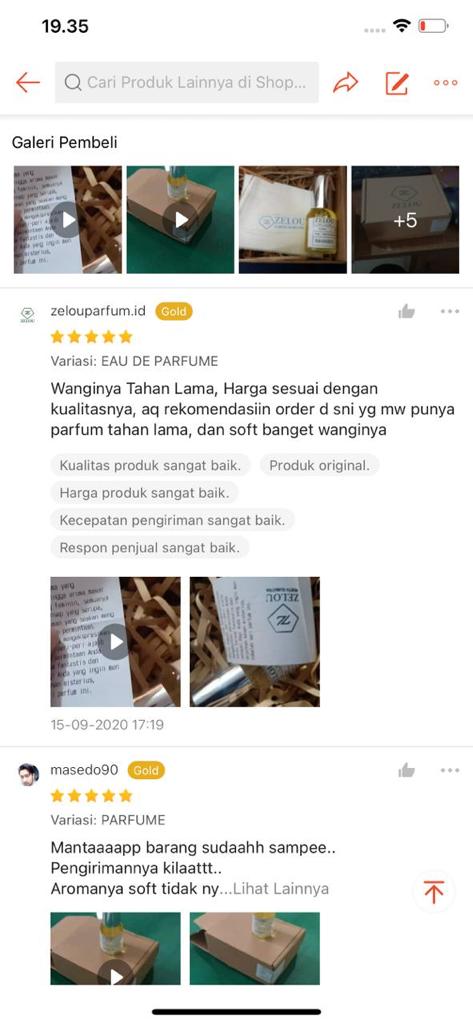 19.35
Cari Produk Lainnya di Shop...
Galeri Pembeli
ZELOU
+5
zelouparfum.id Gold
Variasi: EAU DE PARFUME
Wanginya Tahan Lama, Harga sesuai dengan
kualitasnya, aq rekomendasiin order d sni yg mw punya
parfum tahan lama, dan soft banget wanginya
Kualitas produk sangat baik. Produk original.
Harga produk sangat baik.
Kecepatan pengiriman sangat baik.
Respon penjual sangat baik.
ZELOU
15-09-2020 17:19
masedo90 Gold
Variasi: PARFUME
Mantaaaapp barang sudaahh sampee..
Pengirimannya kilaattt..
Aromanya soft tidak ny...Lihat Lainnya